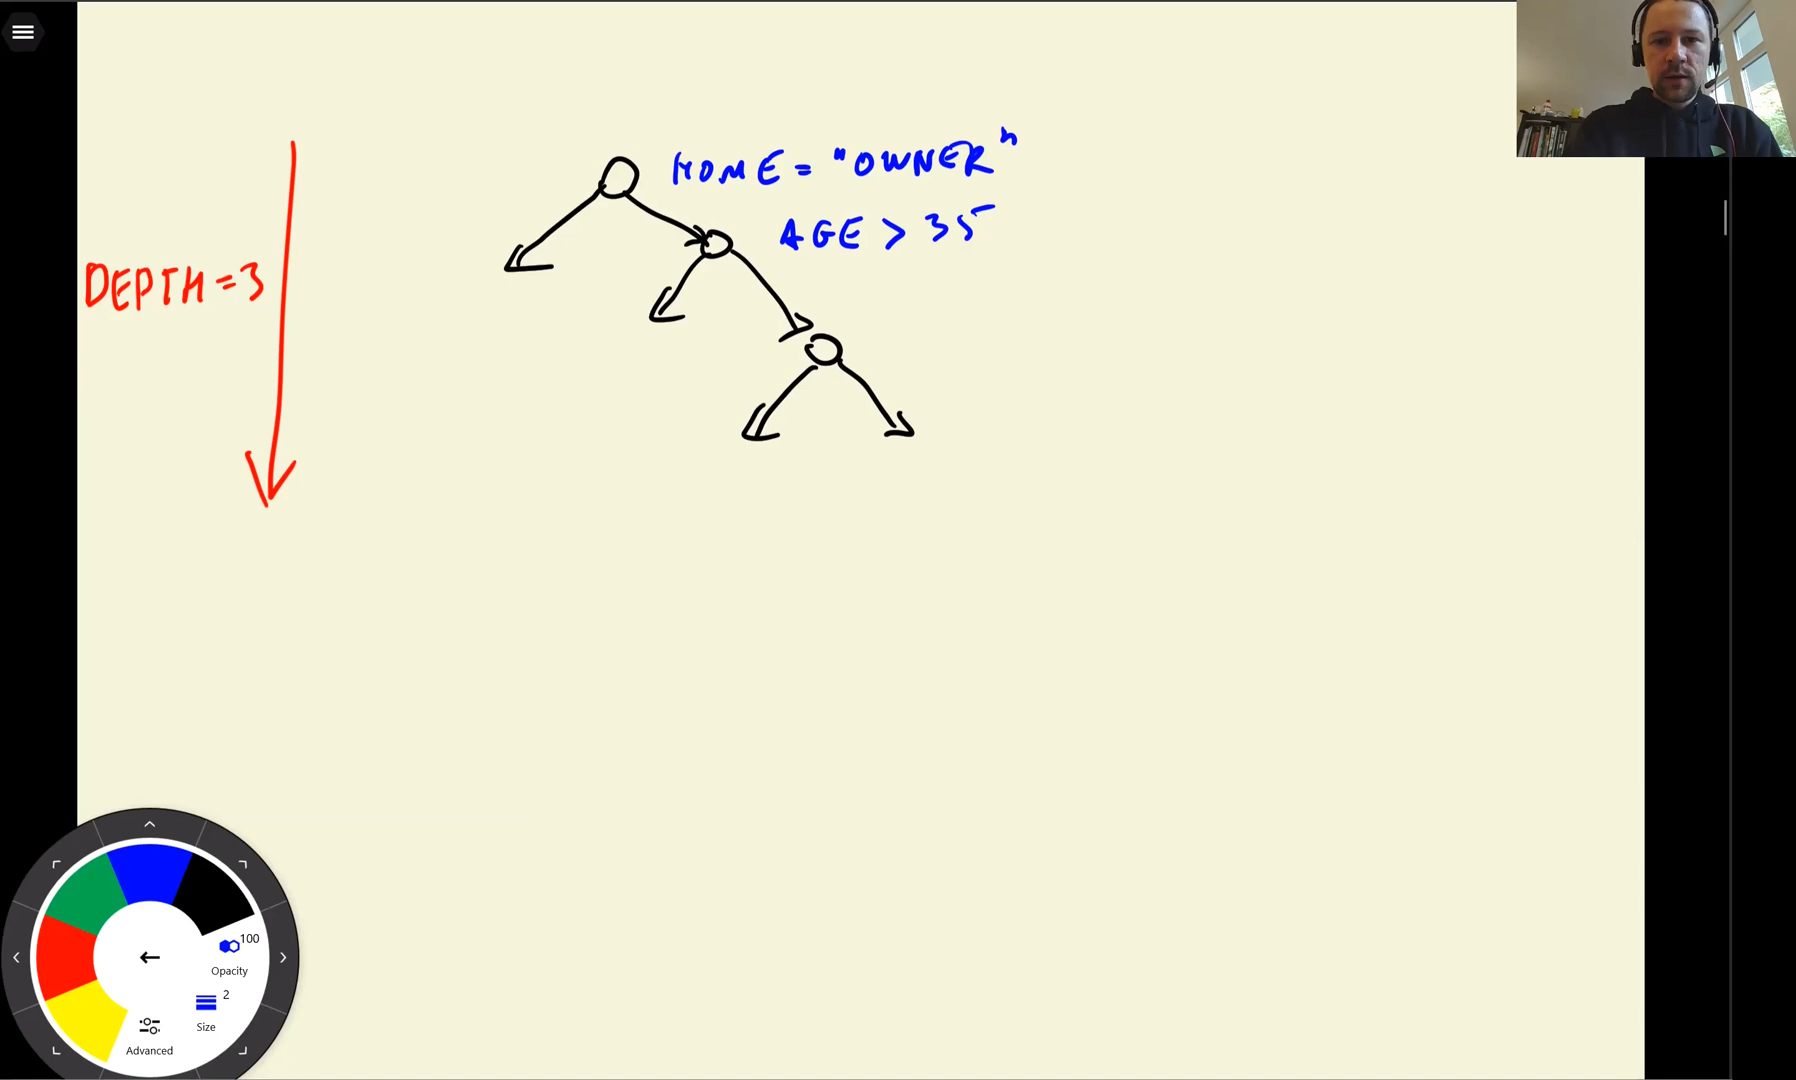 HOME = "OWNER"
AGE > 35
DEPTH = 3
100
Opacity
2
Size
Advanced